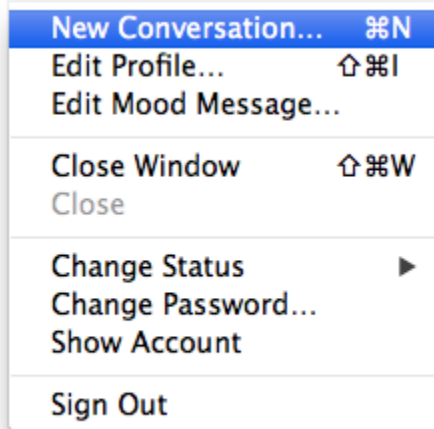 New Conversation... ⌘N
Edit Profile... ⇧⌘I
Edit Mood Message...
Close Window ⇧⌘W
Close
Change Status ▶
Change Password...
Show Account
Sign Out